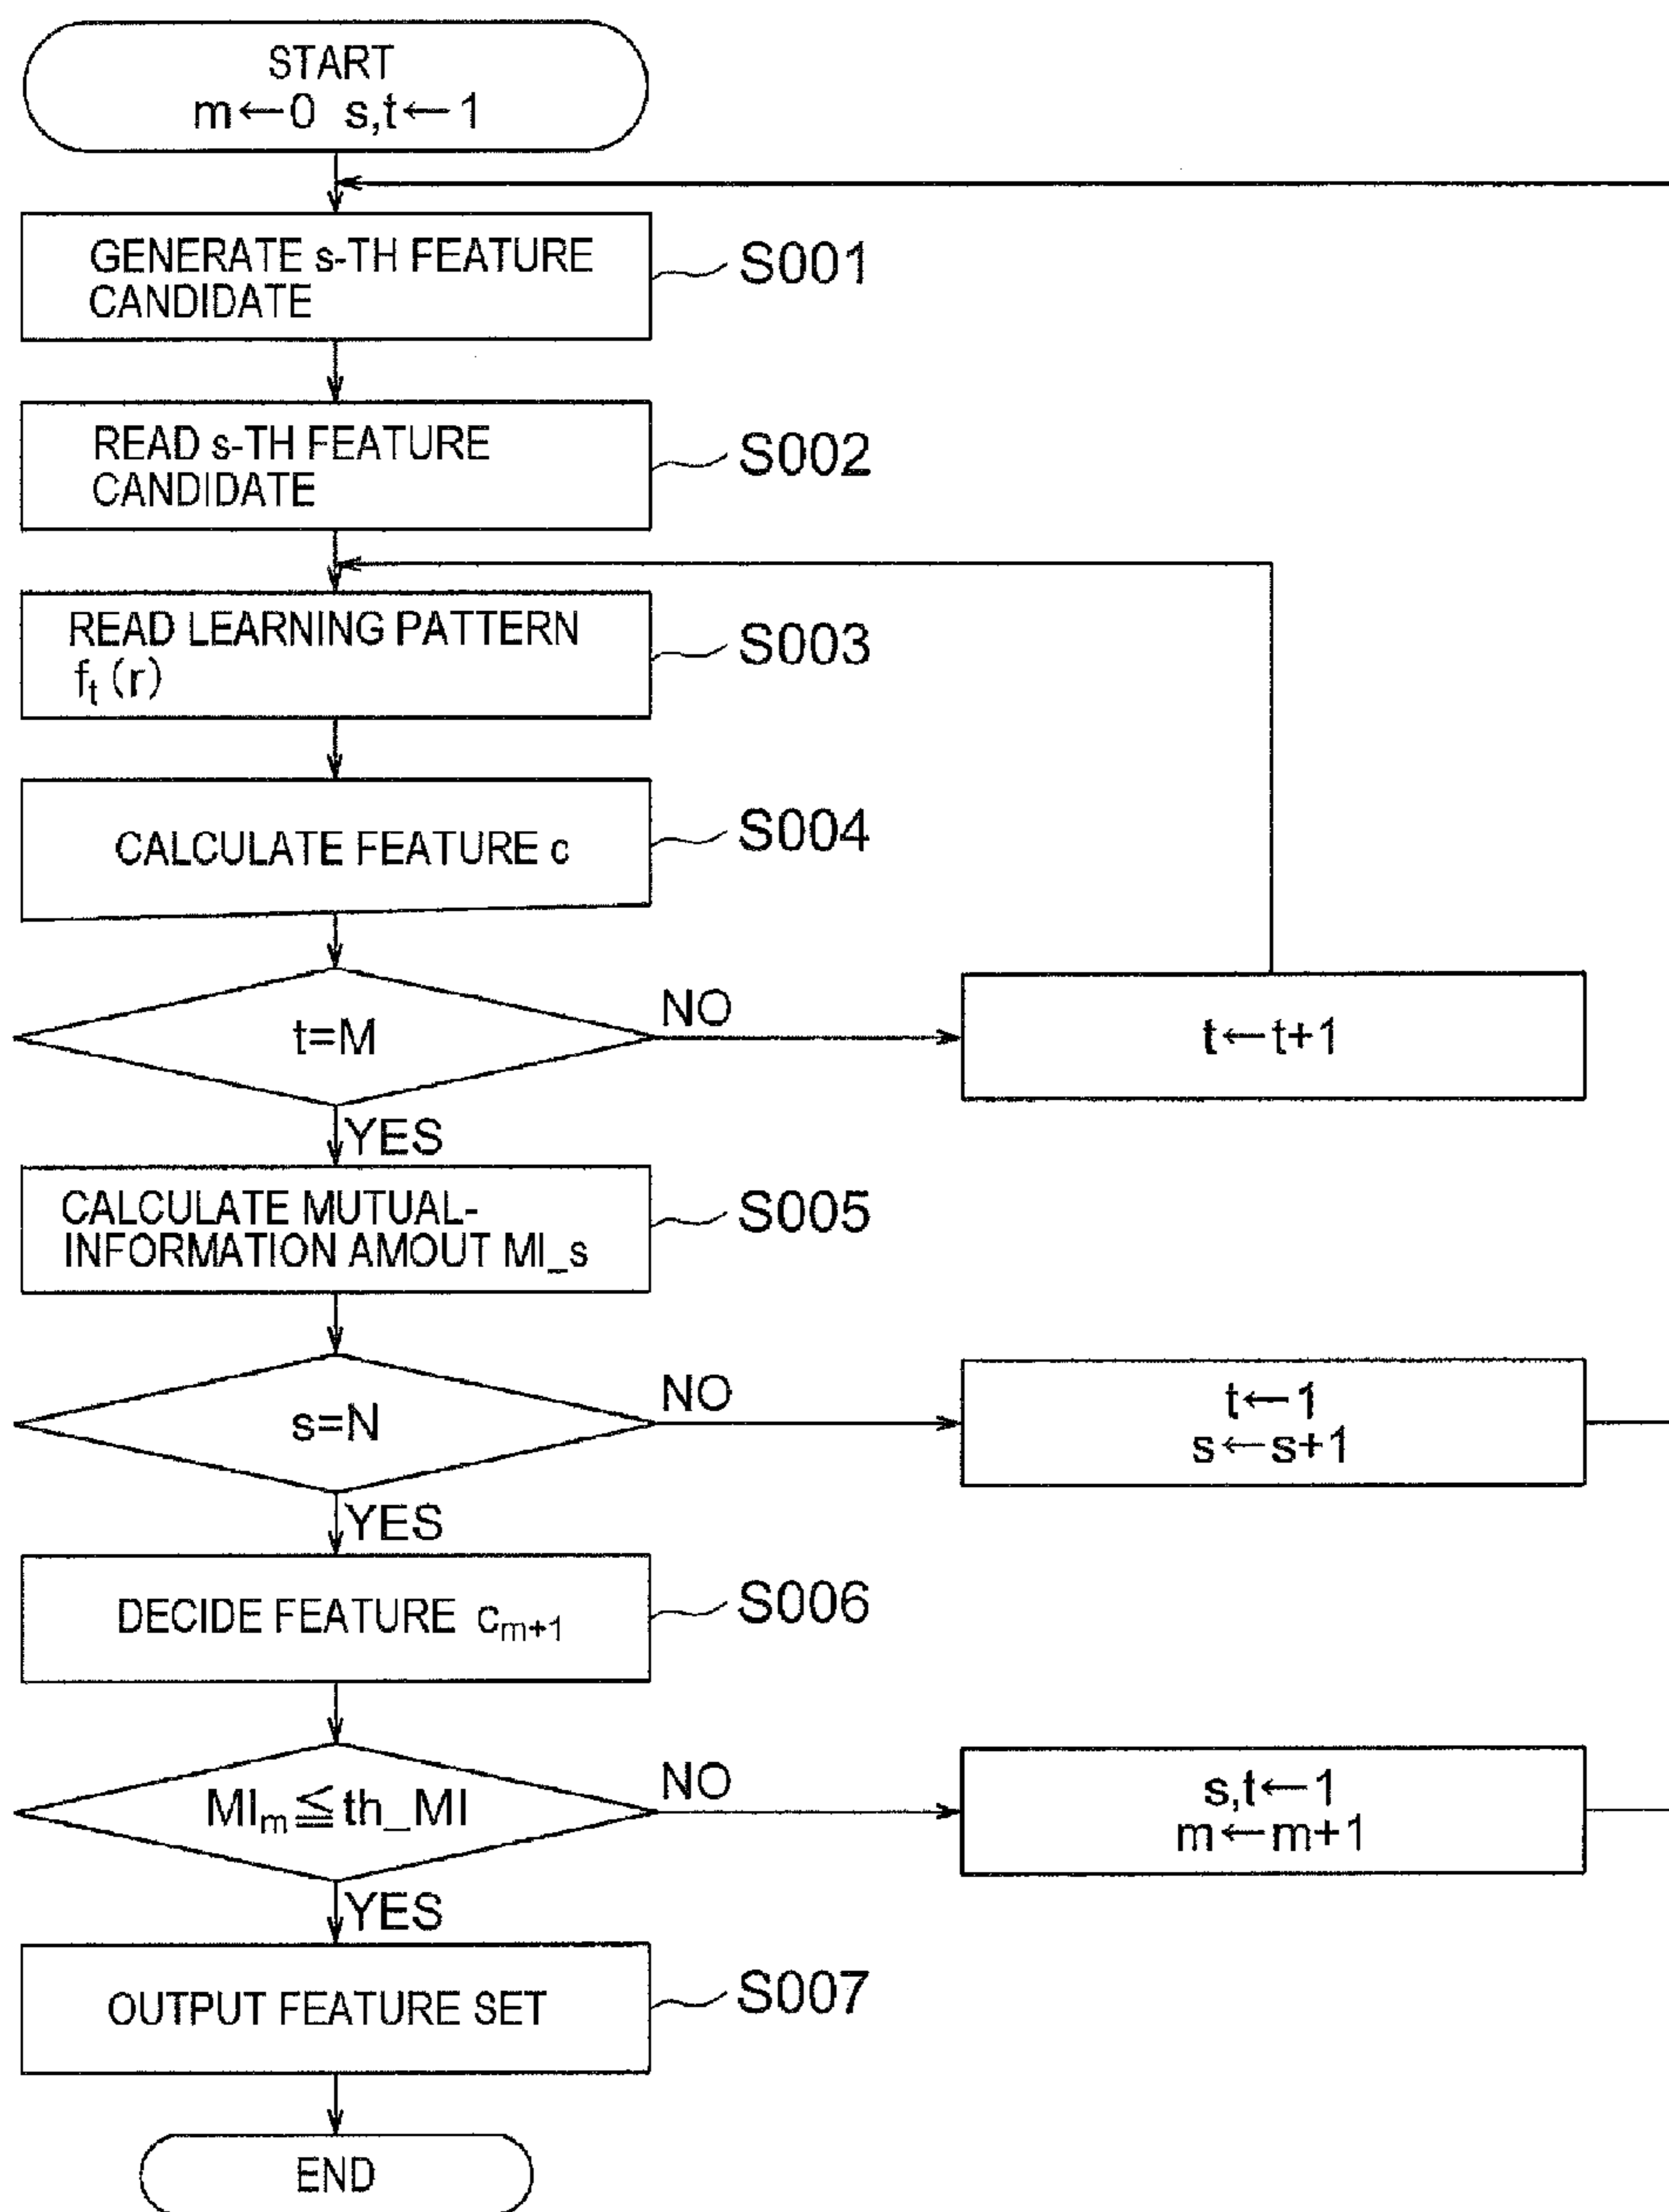 START
m←0 s,t←1
GENERATE s-TH FEATURE
CANDIDATE
S001
READ s-TH FEATURE
CANDIDATE
S002
READ LEARNING PATTERN
fₜ(r)
S003
CALCULATE FEATURE c
S004
t=M
NO
t←t+1
YES
CALCULATE MUTUAL-
INFORMATION AMOUT MI_s
S005
s=N
NO
t←1
s←s+1
YES
DECIDE FEATURE cₘ₊₁
S006
MIₘ≦th_MI
NO
s,t←1
m←m+1
YES
OUTPUT FEATURE SET
S007
END